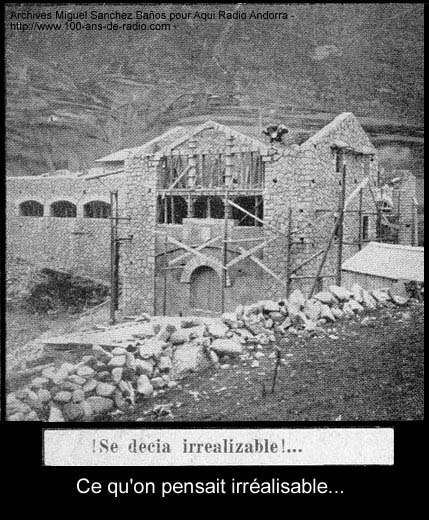 Archives Miguel Sanchez Baños pour Aqui Radio Andorra -
http://www.100-ans-de-radio.com -
!Se decia irrealizable!...
Ce qu'on pensait irréalisable...